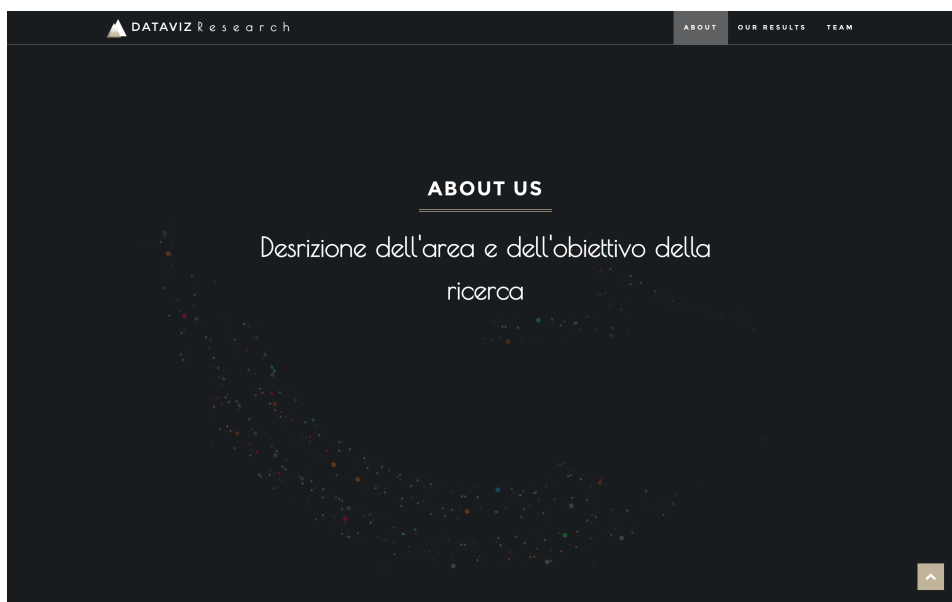 DATAVIZ Research
ABOUT OUR RESULTS TEAM
ABOUT US
Desrizione dell'area e dell'obiettivo della
ricerca